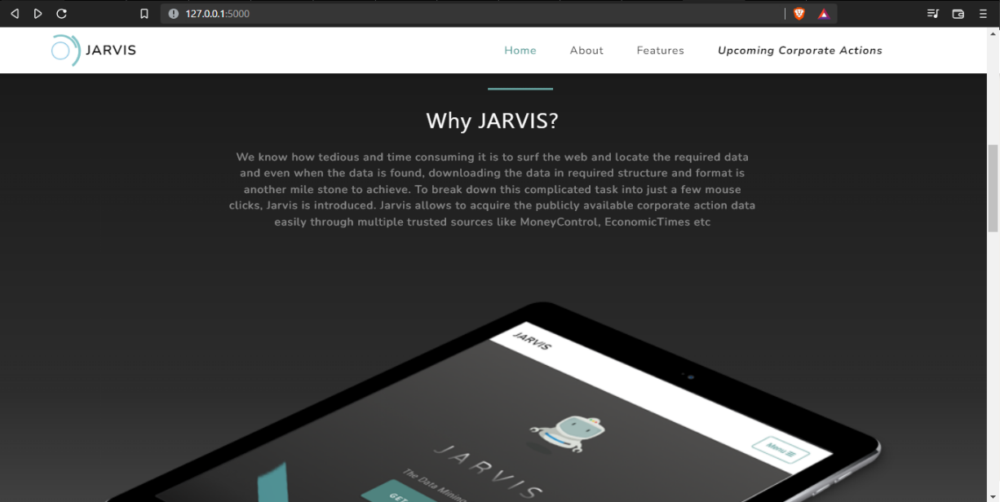 127.0.0.1:5000
JARVIS
Home
About
Features
Upcoming Corporate Actions
Why JARVIS?
We know how tedious and time consuming it is to surf the web and locate the required data
and even when the data is found, downloading the data in required structure and format is
another mile stone to achieve. To break down this complicated task into just a few mouse
clicks, Jarvis is introduced. Jarvis allows to acquire the publicly available corporate action data
easily through multiple trusted sources like MoneyControl, EconomicTimes etc
JARVIS
Menu
JARVIS
The Data Mining
GET